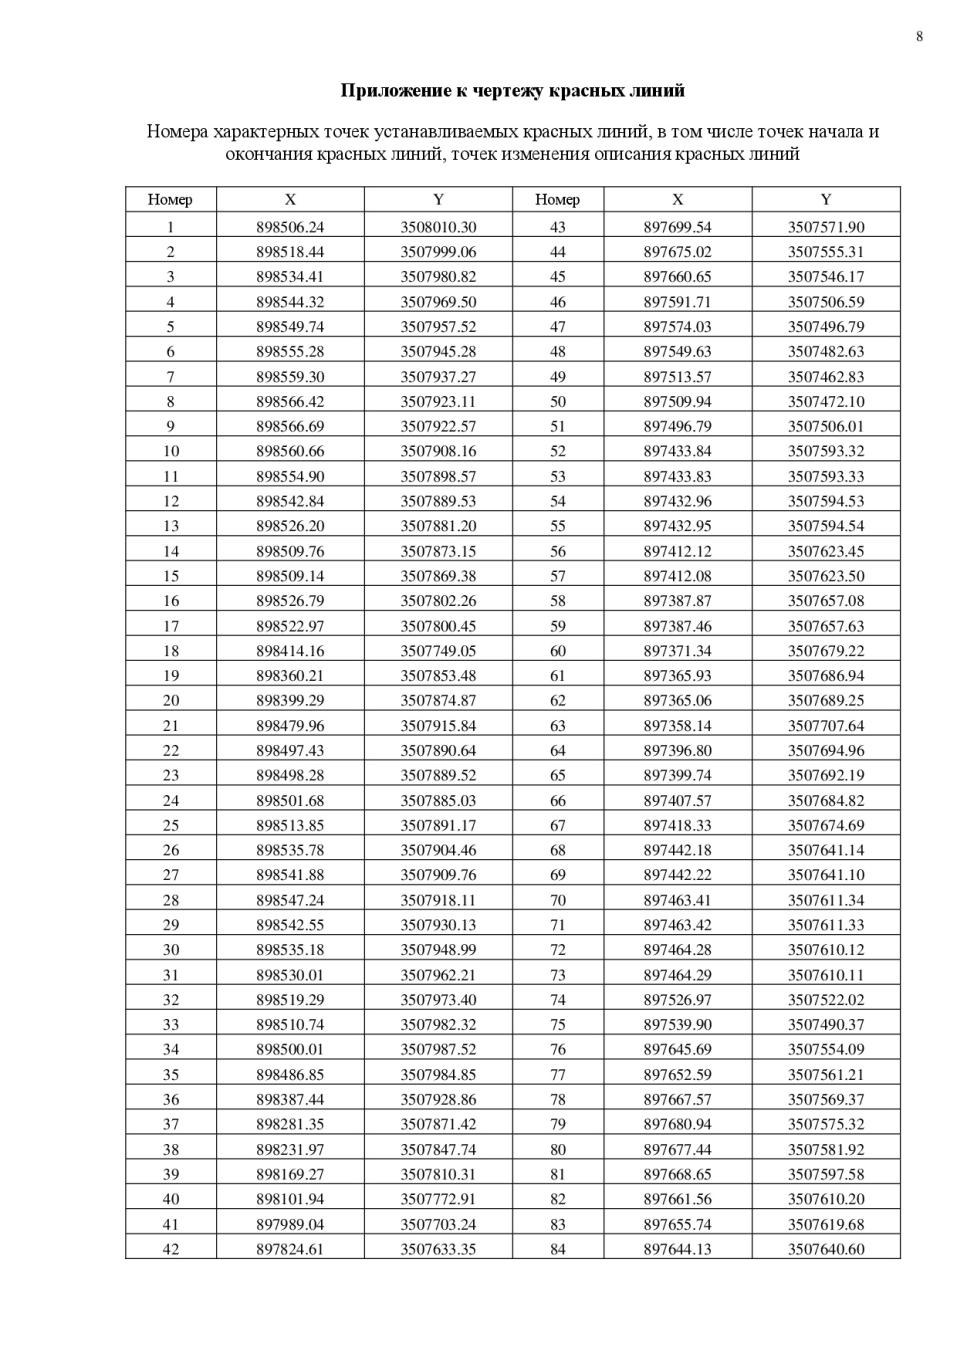 8
Приложение к чертежу красных линий
Номера характерных точек устанавливаемых красных линий, в том числе точек начала и
окончания красных линий, точек изменения описания красных линий
Номер X Y Номер X Y
1 898506.24 3508010.30 43 897699.54 3507571.90
2 898518.44 3507999.06 44 897675.02 3507555.31
3 898534.41 3507980.82 45 897660.65 3507546.17
4 898544.32 3507969.50 46 897591.71 3507506.59
5 898549.74 3507957.52 47 897574.03 3507496.79
6 898555.28 3507945.28 48 897549.63 3507482.63
7 898559.30 3507937.27 49 897513.57 3507462.83
8 898566.42 3507923.11 50 897509.94 3507472.10
9 898566.69 3507922.57 51 897496.79 3507506.01
10 898560.66 3507908.16 52 897433.84 3507593.32
11 898554.90 3507898.57 53 897433.83 3507593.33
12 898542.84 3507889.53 54 897432.96 3507594.53
13 898526.20 3507881.20 55 897432.95 3507594.54
14 898509.76 3507873.15 56 897412.12 3507623.45
15 898509.14 3507869.38 57 897412.08 3507623.50
16 898526.79 3507802.26 58 897387.87 3507657.08
17 898522.97 3507800.45 59 897387.46 3507657.63
18 898414.16 3507749.05 60 897371.34 3507679.22
19 898360.21 3507853.48 61 897365.93 3507686.94
20 898399.29 3507874.87 62 897365.06 3507689.25
21 898479.96 3507915.84 63 897358.14 3507707.64
22 898497.43 3507890.64 64 897396.80 3507694.96
23 898498.28 3507889.52 65 897399.74 3507692.19
24 898501.68 3507885.03 66 897407.57 3507684.82
25 898513.85 3507891.17 67 897418.33 3507674.69
26 898535.78 3507904.46 68 897442.18 3507641.14
27 898541.88 3507909.76 69 897442.22 3507641.10
28 898547.24 3507918.11 70 897463.41 3507611.34
29 898542.55 3507930.13 71 897463.42 3507611.33
30 898535.18 3507948.99 72 897464.28 3507610.12
31 898530.01 3507962.21 73 897464.29 3507610.11
32 898519.29 3507973.40 74 897526.97 3507522.02
33 898510.74 3507982.32 75 897539.90 3507490.37
34 898500.01 3507987.52 76 897645.69 3507554.09
35 898486.85 3507984.85 77 897652.59 3507561.21
36 898387.44 3507928.86 78 897667.57 3507569.37
37 898281.35 3507871.42 79 897680.94 3507575.32
38 898231.97 3507847.74 80 897677.44 3507581.92
39 898169.27 3507810.31 81 897668.65 3507597.58
40 898101.94 3507772.91 82 897661.56 3507610.20
41 897989.04 3507703.24 83 897655.74 3507619.68
42 897824.61 3507633.35 84 897644.13 3507640.60